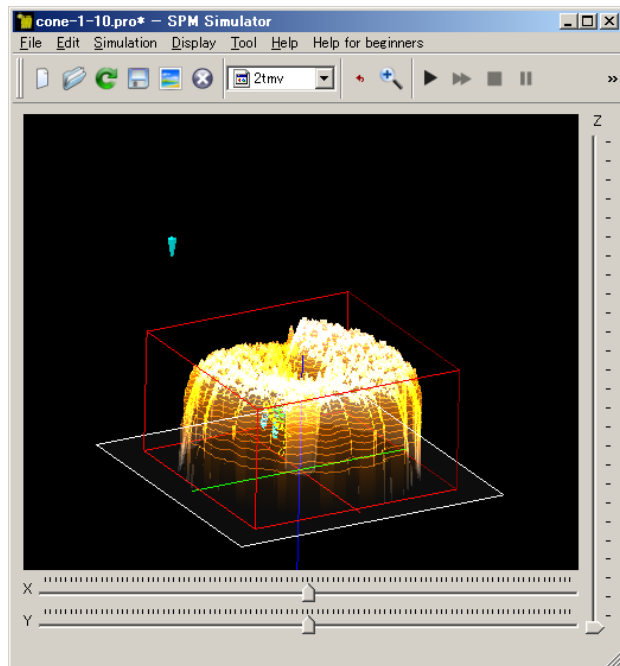 cone-1-10.pro* — SPM Simulator
File Edit Simulation Display Tool Help Help for beginners
2tmv »
Z
X
Y